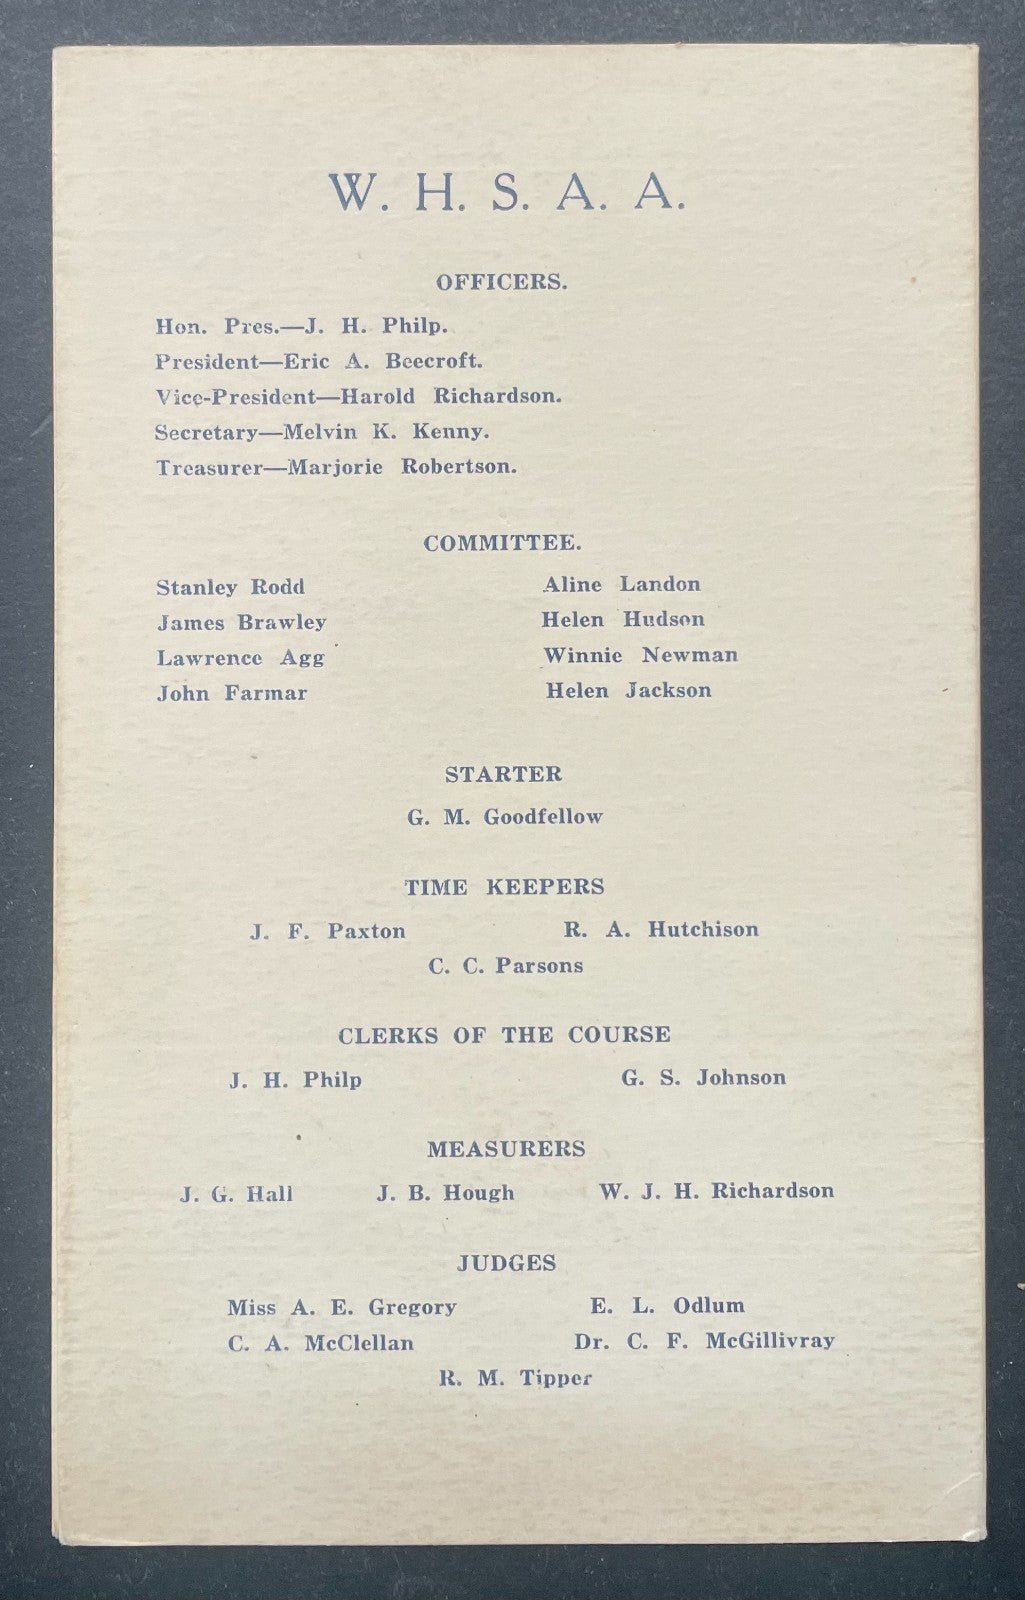 W. H. S. A. A.
OFFICERS.
Hon. Pres.—J. H. Philp.
President—Eric A. Beecroft.
Vice-President—Harold Richardson.
Secretary—Melvin K. Kenny.
Treasurer—Marjorie Robertson.
COMMITTEE.
Stanley Rodd Aline Landon
James Brawley Helen Hudson
Lawrence Agg Winnie Newman
John Farmar Helen Jackson
STARTER
G. M. Goodfellow
TIME KEEPERS
J. F. Paxton R. A. Hutchison
C. C. Parsons
CLERKS OF THE COURSE
J. H. Philp G. S. Johnson
MEASURERS
J. G. Hall J. B. Hough W. J. H. Richardson
JUDGES
Miss A. E. Gregory E. L. Odlum
C. A. McClellan Dr. C. F. McGillivray
R. M. Tipper